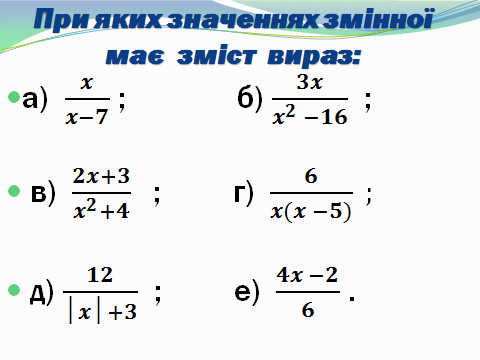 При яких значеннях змінної
має зміст вираз:
а) x/(x−7) ; б) 3x/(x² −16) ;
в) (2x+3)/(x²+4) ; г) 6/(x(x −5)) ;
д) 12/(|x| +3) ; е) (4x −2)/6 .